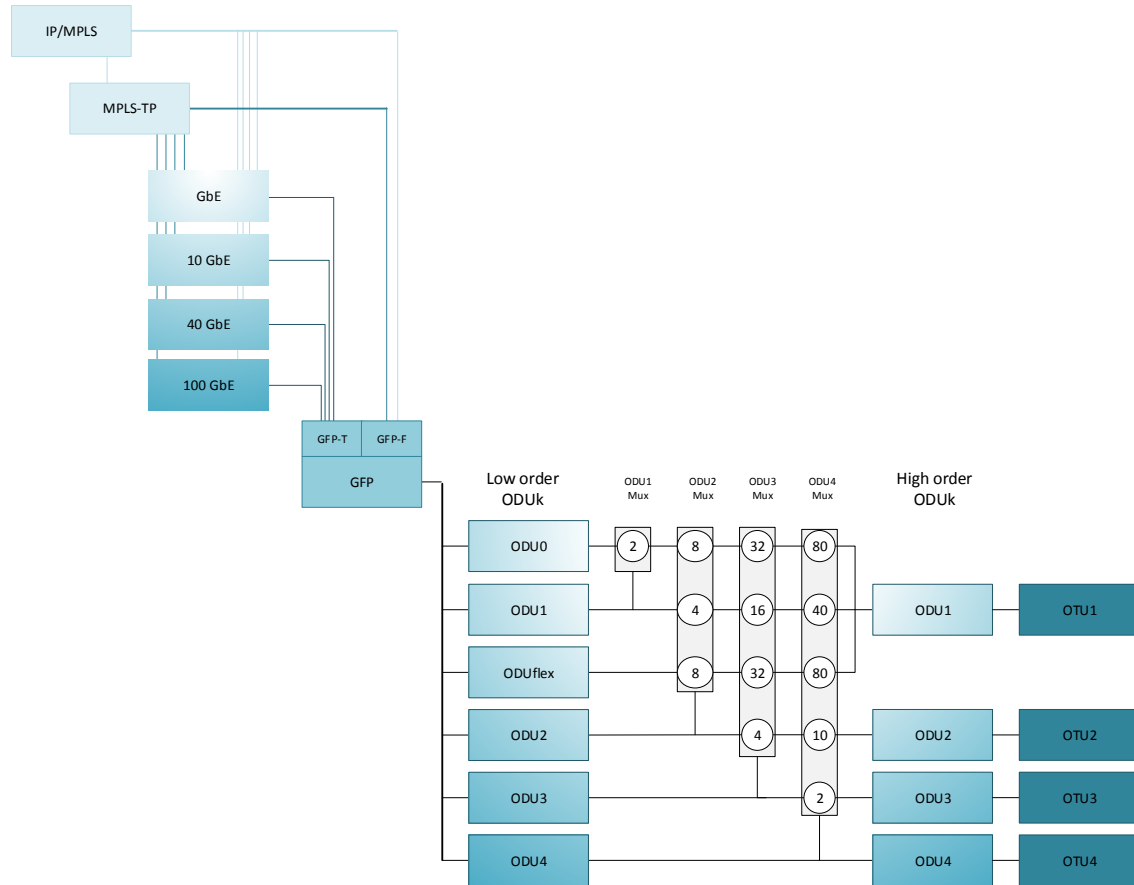 IP/MPLS
MPLS-TP
GbE
10 GbE
40 GbE
100 GbE
GFP-T
GFP-F
GFP
Low order
ODUk
ODU1
Mux
ODU2
Mux
ODU3
Mux
ODU4
Mux
High order
ODUk
ODU0
2
8
32
80
ODU1
4
16
40
ODU1
OTU1
ODUflex
8
32
80
ODU2
4
10
ODU2
OTU2
ODU3
2
ODU3
OTU3
ODU4
ODU4
OTU4